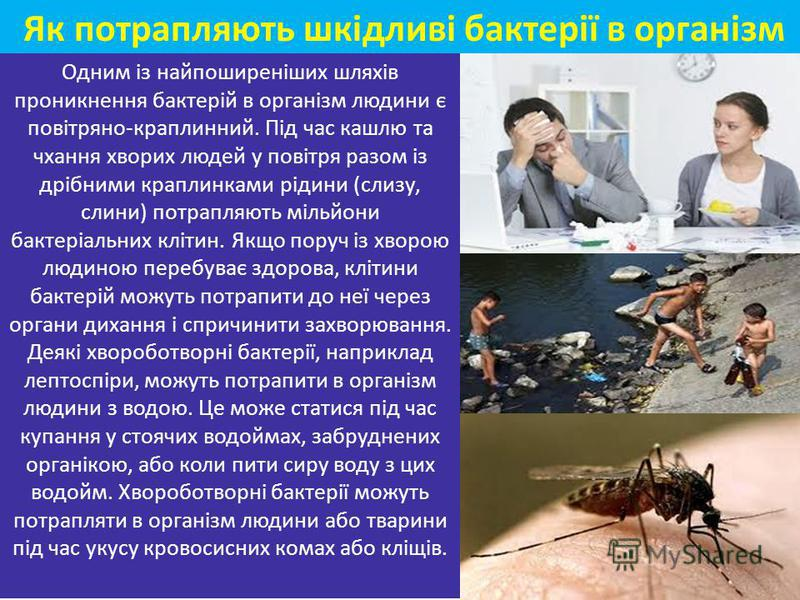 Як потрапляють шкідливі бактерії в організм
Одним із найпоширеніших шляхів
проникнення бактерій в організм людини є
повітряно-краплинний. Під час кашлю та
чхання хворих людей у повітря разом із
дрібними краплинками рідини (слизу,
слини) потрапляють мільйони
бактеріальних клітин. Якщо поруч із хворою
людиною перебуває здорова, клітини
бактерій можуть потрапити до неї через
органи дихання і спричинити захворювання.
Деякі хвороботворні бактерії, наприклад
лептоспіри, можуть потрапити в організм
людини з водою. Це може статися під час
купання у стоячих водоймах, забруднених
органікою, або коли пити сиру воду з цих
водойм. Хвороботворні бактерії можуть
потрапляти в організм людини або тварини
під час укусу кровосисних комах або кліщів.
MyShared